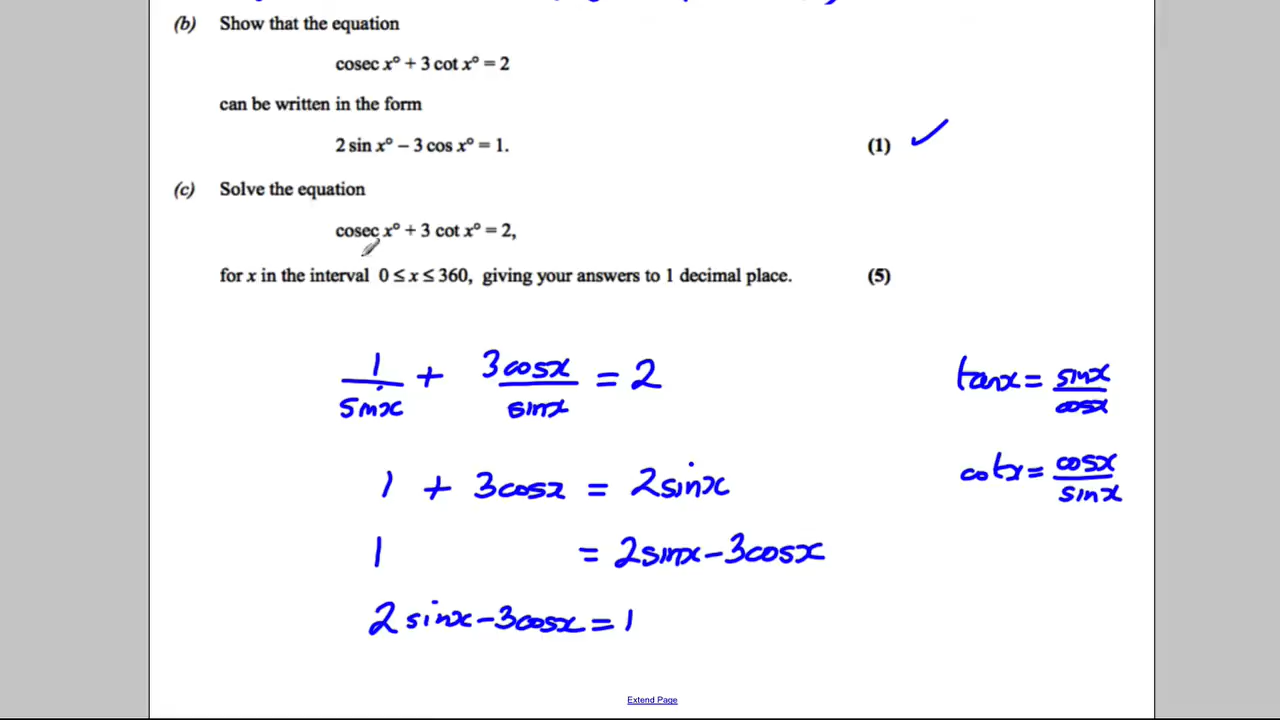 (b) Show that the equation
cosec x° + 3 cot x° = 2
can be written in the form
2 sin x° – 3 cos x° = 1. (1) ✓
(c) Solve the equation
cosec x° + 3 cot x° = 2,
for x in the interval 0 ≤ x ≤ 360, giving your answers to 1 decimal place. (5)
1/sinx + 3cosx/sinx = 2
tanx = sinx/cosx
1 + 3cosx = 2sinx
cotx = cosx/sinx
1 = 2sinx – 3cosx
2sinx – 3cosx = 1
Extend Page